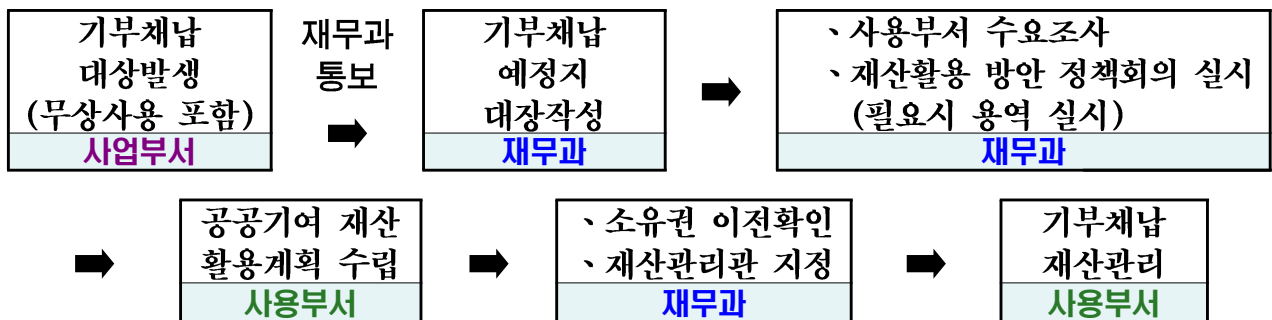 기부채납
대상발생
(무상사용 포함)
사업부서
재무과
통보
기부채납
예정지
대장작성
재무과
、사용부서 수요조사
、재산활용 방안 정책회의 실시
(필요시 용역 실시)
재무과
공공기여 재산
활용계획 수립
사용부서
、소유권 이전확인
、재산관리관 지정
재무과
기부채납
재산관리
사용부서